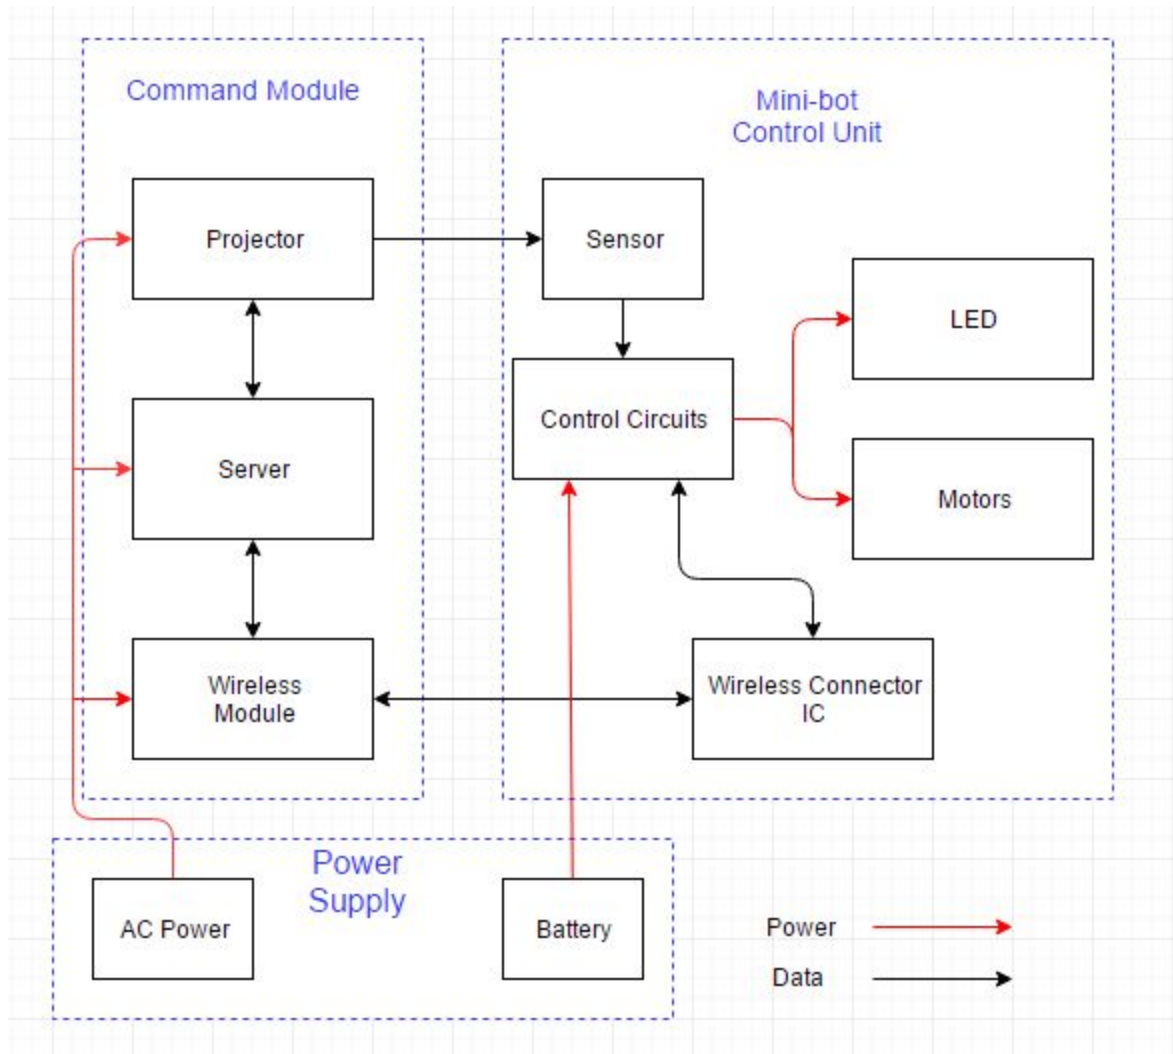 Command Module
Mini-bot
Control Unit
Projector
Sensor
LED
Control Circuits
Server
Motors
Wireless
Module
Wireless Connector
IC
Power
Supply
AC Power
Battery
Power
Data